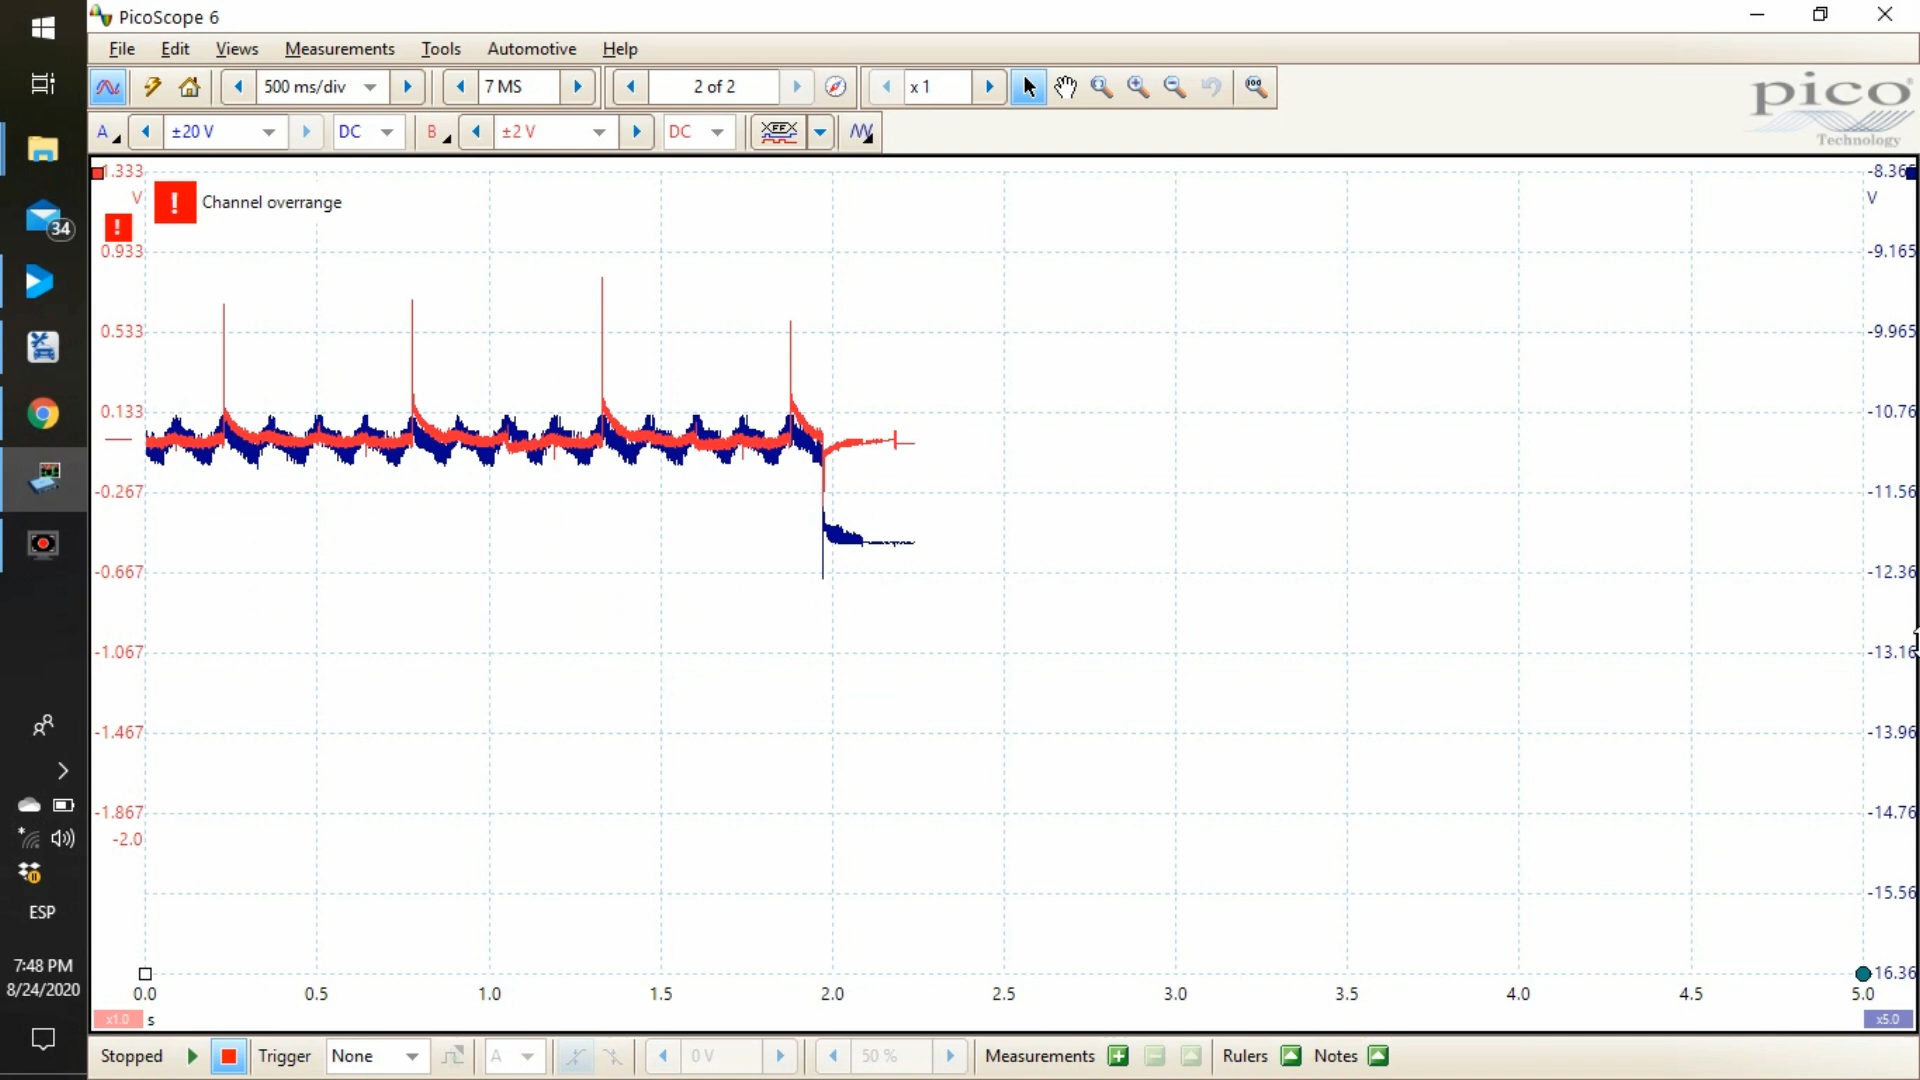 PicoScope 6
File Edit Views Measurements Tools Automotive Help
500 ms/div 7 MS 2 of 2 x 1 100
A ±20 V DC B ±2 V DC
pico
Technology
34
1.333 -8.365
V V
! Channel overrange
!
0.933 -9.165
0.533 -9.965
0.133 -10.76
-0.267 -11.56
-0.667 -12.36
-1.067 -13.16
-1.467 -13.96
-1.867 -14.76
-2.0
-15.56
ESP
7:48 PM
8/24/2020
-16.36
0.0 0.5 1.0 1.5 2.0 2.5 3.0 3.5 4.0 4.5 5.0
x1.0 s x5.0
Stopped Trigger None A 0 V 50 % Measurements Rulers Notes